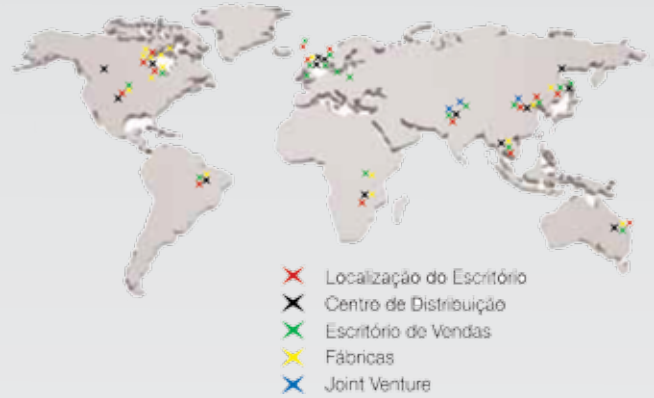 Localização do Escritório
Centro de Distribuição
Escritório de Vendas
Fábricas
Joint Venture